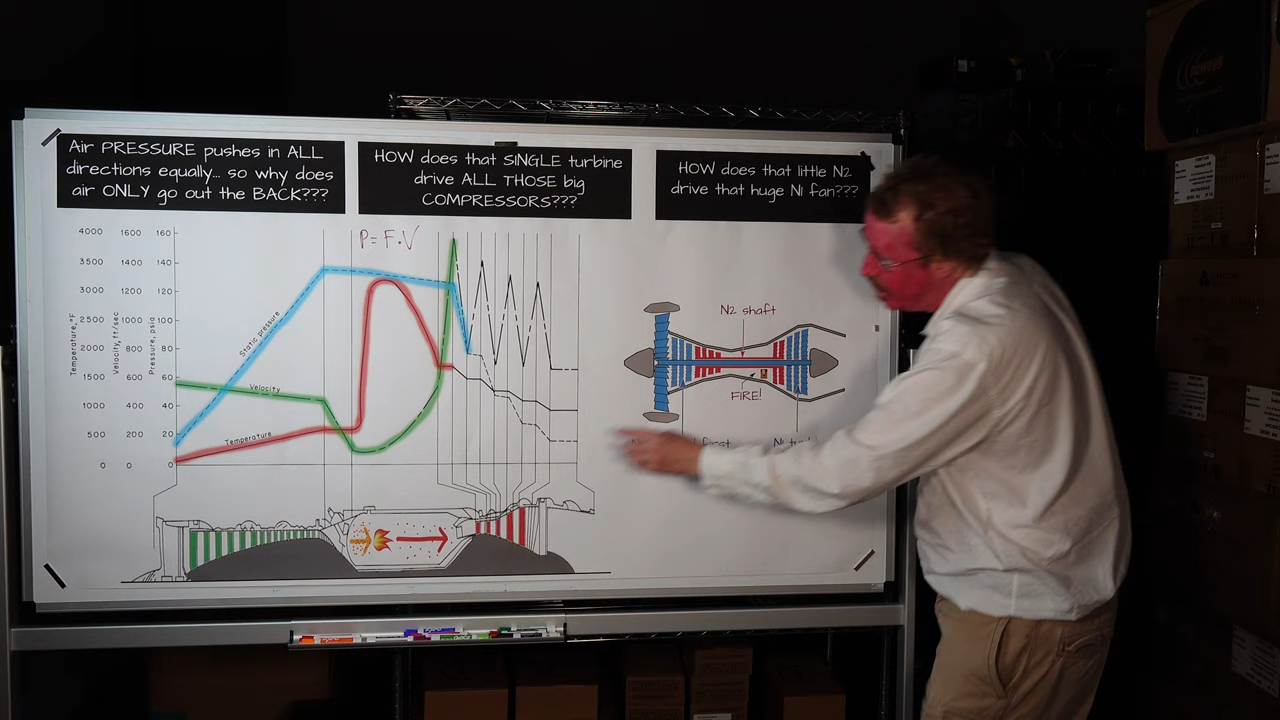 Air PRESSURE pushes in ALL
directions equally... so why does
air ONLY go out the BACK???
HOW does that SINGLE turbine
drive ALL THOSE big
COMPRESSORS???
HOW does that little N2
drive that huge N1 fan???
P=F·V
4000 1600 160
3500 1400 140
3000 1200 120
2500 1000 100
2000 800 80
1500 600 60
1000 400 40
500 200 20
0 0 0
Temperature, °F
Velocity, ft/sec
Pressure, psia
Static pressure
Velocity
Temperature
N2 shaft
FIRE!
First
N1